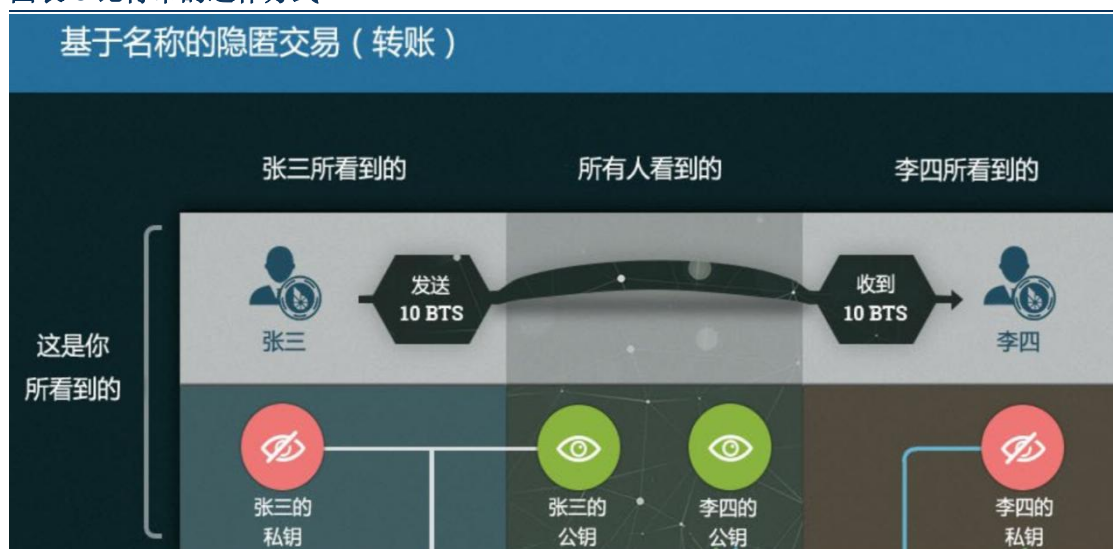 基于名称的隐匿交易（转账）
张三所看到的
所有人看到的
李四所看到的
发送
10 BTS
收到
10 BTS
张三
李四
这是你
所看到的
张三的
私钥
张三的
公钥
李四的
公钥
李四的
私钥